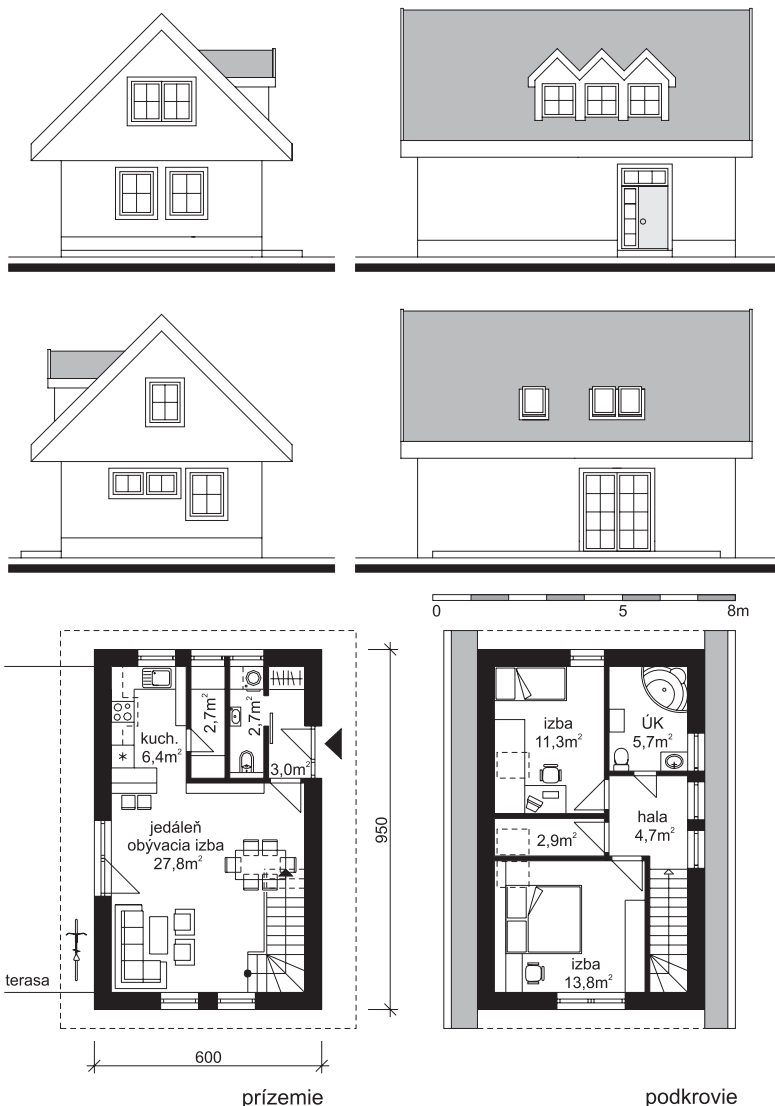 0
5
8m
2,7m²
2,7m²
kuch.
6,4m²
3,0m²
jedáleň
obývacia izba
27,8m²
terasa
950
600
prízemie
izba
11,3m²
ÚK
5,7m²
hala
4,7m²
2,9m²
izba
13,8m²
podkrovie